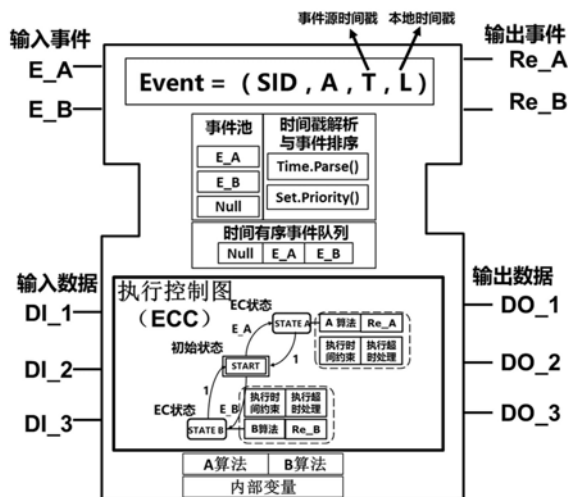 事件源时间戳 本地时间戳
输入事件
输出事件
E_A
Re_A
E_B
Re_B
Event = (SID , A , T , L )
事件池
E_A
E_B
Null
时间戳解析
与事件排序
Time.Parse()
Set.Priority()
时间有序事件队列
Null E_A E_B
输入数据
输出数据
DI_1
DO_1
DI_2
DO_2
DI_3
DO_3
执行控制图
（ECC）
EC状态
E_A
STATE A
A 算法 Re_A
执行时
间约束
执行超
时处理
1
初始状态
START
1
EC状态
E_B
STATE B
执行时
间约束
执行超
时处理
B算法 Re_B
A算法 B算法
内部变量